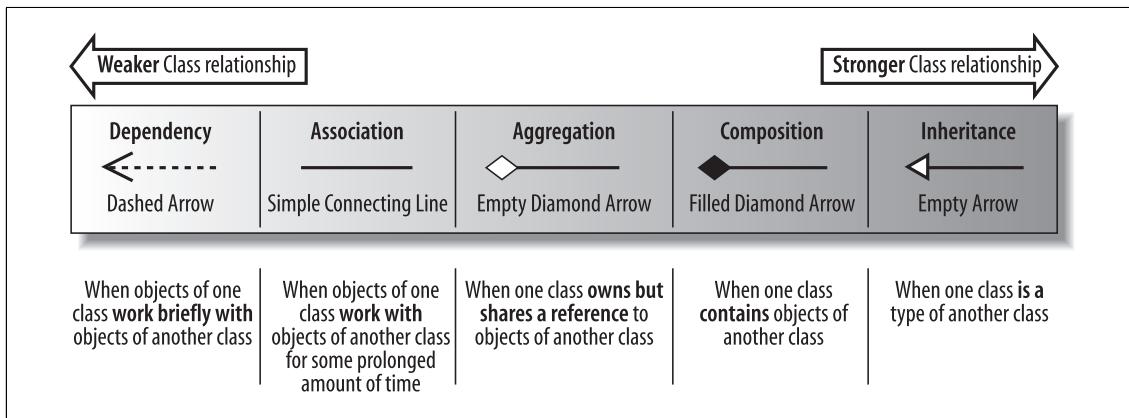 Weaker Class relationship
Stronger Class relationship
Dependency
Dashed Arrow
Association
Simple Connecting Line
Aggregation
Empty Diamond Arrow
Composition
Filled Diamond Arrow
Inheritance
Empty Arrow
When objects of one
class work briefly with
objects of another class
When objects of one
class work with
objects of another class
for some prolonged
amount of time
When one class owns but
shares a reference to
objects of another class
When one class
contains objects of
another class
When one class is a
type of another class